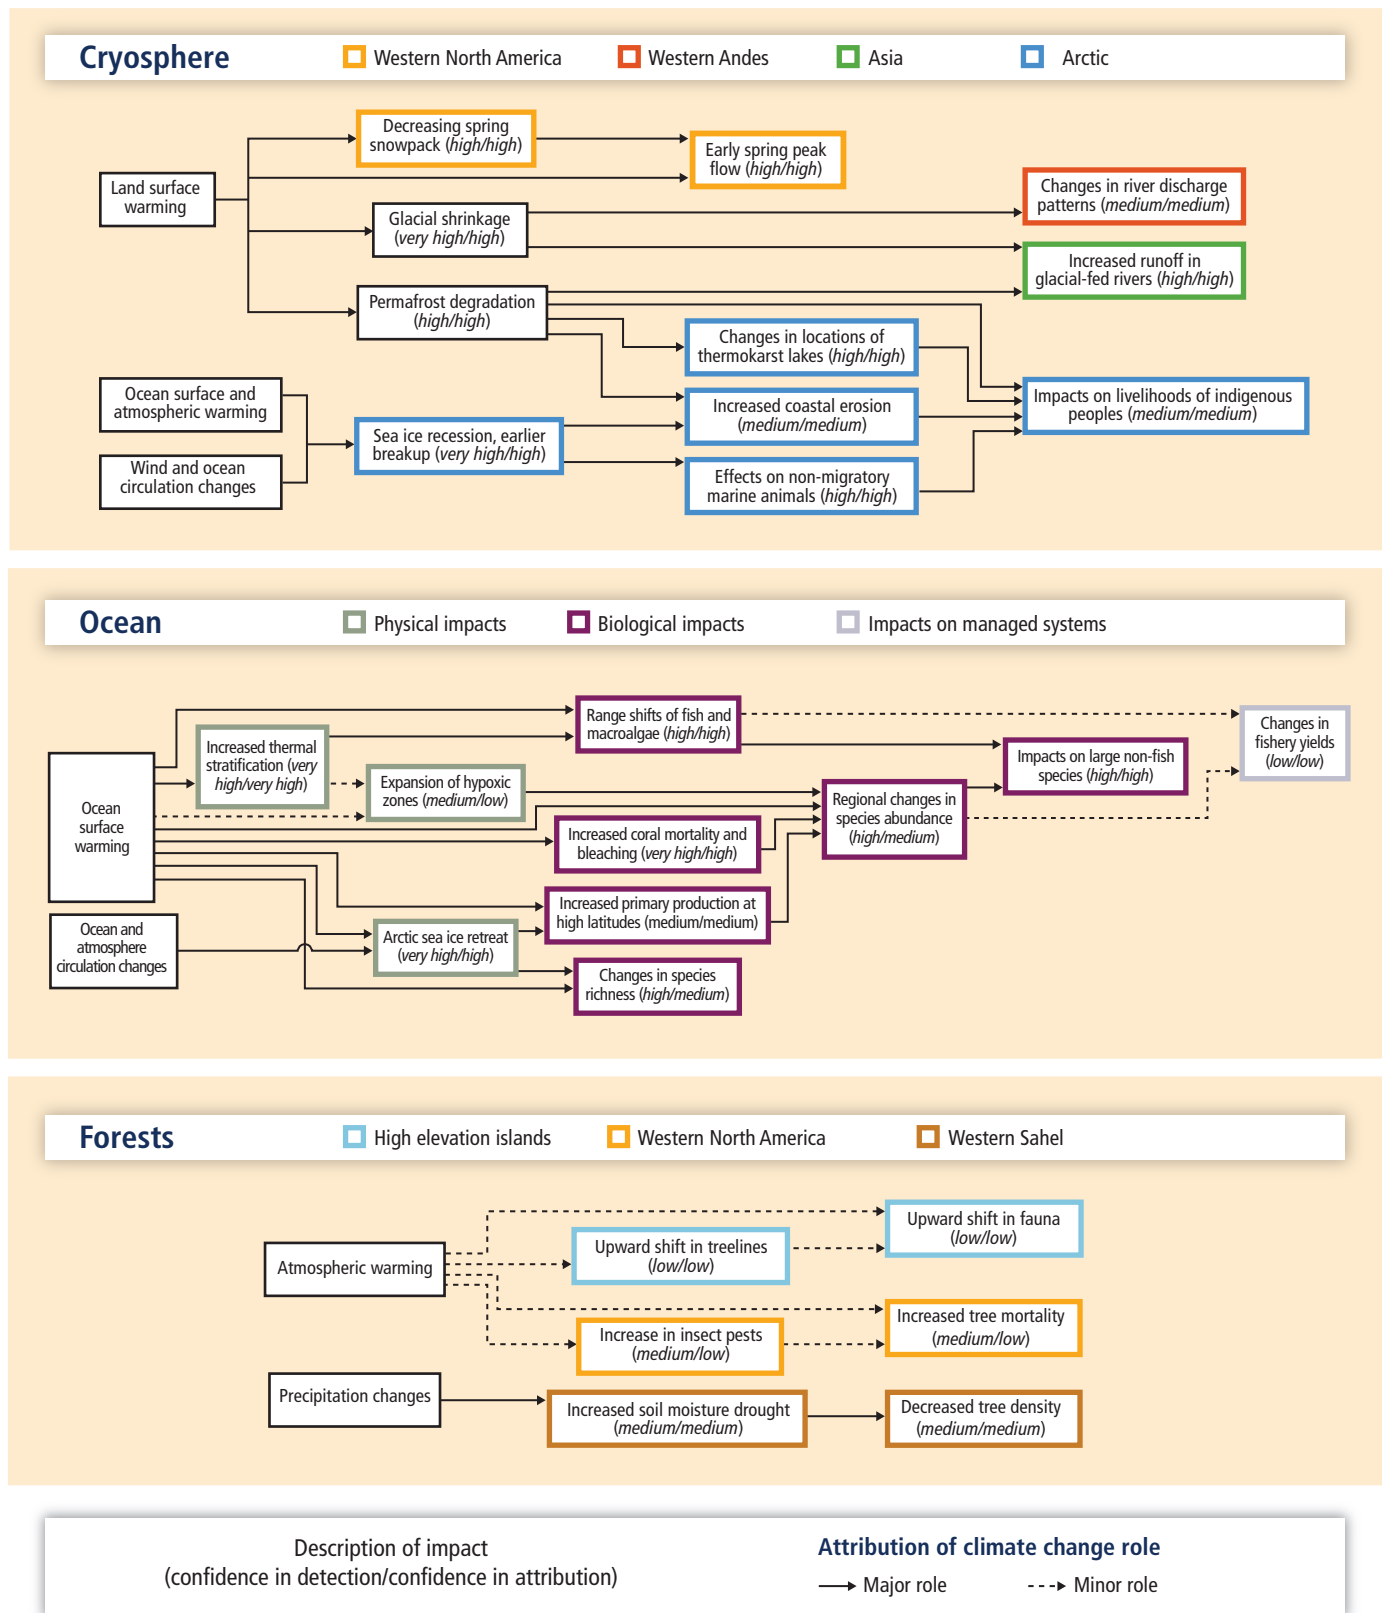 Cryosphere
Western North America
Western Andes
Asia
Arctic
Decreasing spring
snowpack (high/high)
Early spring peak
flow (high/high)
Land surface
warming
Changes in river discharge
patterns (medium/medium)
Glacial shrinkage
(very high/high)
Increased runoff in
glacial-fed rivers (high/high)
Permafrost degradation
(high/high)
Changes in locations of
thermokarst lakes (high/high)
Ocean surface and
atmospheric warming
Increased coastal erosion
(medium/medium)
Impacts on livelihoods of indigenous
peoples (medium/medium)
Sea ice recession, earlier
breakup (very high/high)
Wind and ocean
circulation changes
Effects on non-migratory
marine animals (high/high)
Ocean
Physical impacts
Biological impacts
Impacts on managed systems
Range shifts of fish and
macroalgae (high/high)
Changes in
fishery yields
(low/low)
Increased thermal
stratification (very
high/very high)
Impacts on large non-fish
species (high/high)
Expansion of hypoxic
zones (medium/low)
Regional changes in
species abundance
(high/medium)
Ocean
surface
warming
Increased coral mortality and
bleaching (very high/high)
Increased primary production at
high latitudes (medium/medium)
Ocean and
atmosphere
circulation changes
Arctic sea ice retreat
(very high/high)
Changes in species
richness (high/medium)
Forests
High elevation islands
Western North America
Western Sahel
Upward shift in fauna
(low/low)
Atmospheric warming
Upward shift in treelines
(low/low)
Increased tree mortality
(medium/low)
Increase in insect pests
(medium/low)
Precipitation changes
Increased soil moisture drought
(medium/medium)
Decreased tree density
(medium/medium)
Description of impact
(confidence in detection/confidence in attribution)
Attribution of climate change role
Major role
Minor role